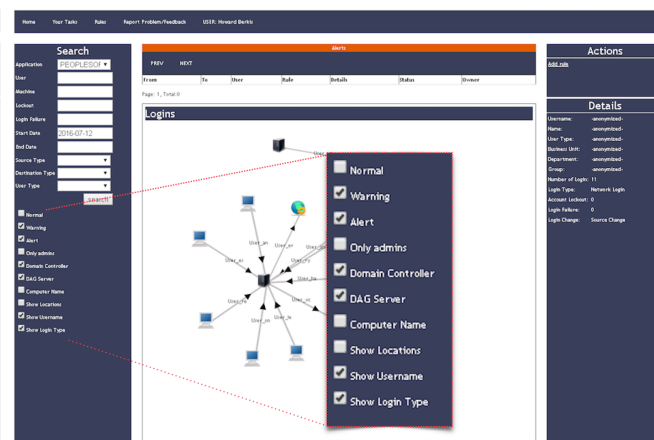 Home Your Tasks Rules Report Problem/Feedback USER: Howard Berkis
Search
Application PEOPLESOF
User
Machine
Lockout
Login Failure
Start Date 2016-07-12
End Date
Source Type
Destination Type
User Type
search
Normal
Warning
Alert
Only admins
Domain Controller
DAG Server
Computer Name
Show Locations
Show Username
Show Login Type
Alerts
PREV NEXT
From To User Rule Details Status Owner
Page: 1, Total:0
Logins
User_an
User_er
Normal
Warning
Alert
Only admins
Domain Controller
DAG Server
Computer Name
Show Locations
Show Username
Show Login Type
Actions
Add rule
Details
Username: -anonymized-
Name: -anonymized-
User Type: -anonymized-
Business Unit: -anonymized-
Department: -anonymized-
Group: -anonymized-
Number of Login: 11
Login Type: Network Login
Account Lockout: 0
Login Failure: 0
Login Change: Source Change